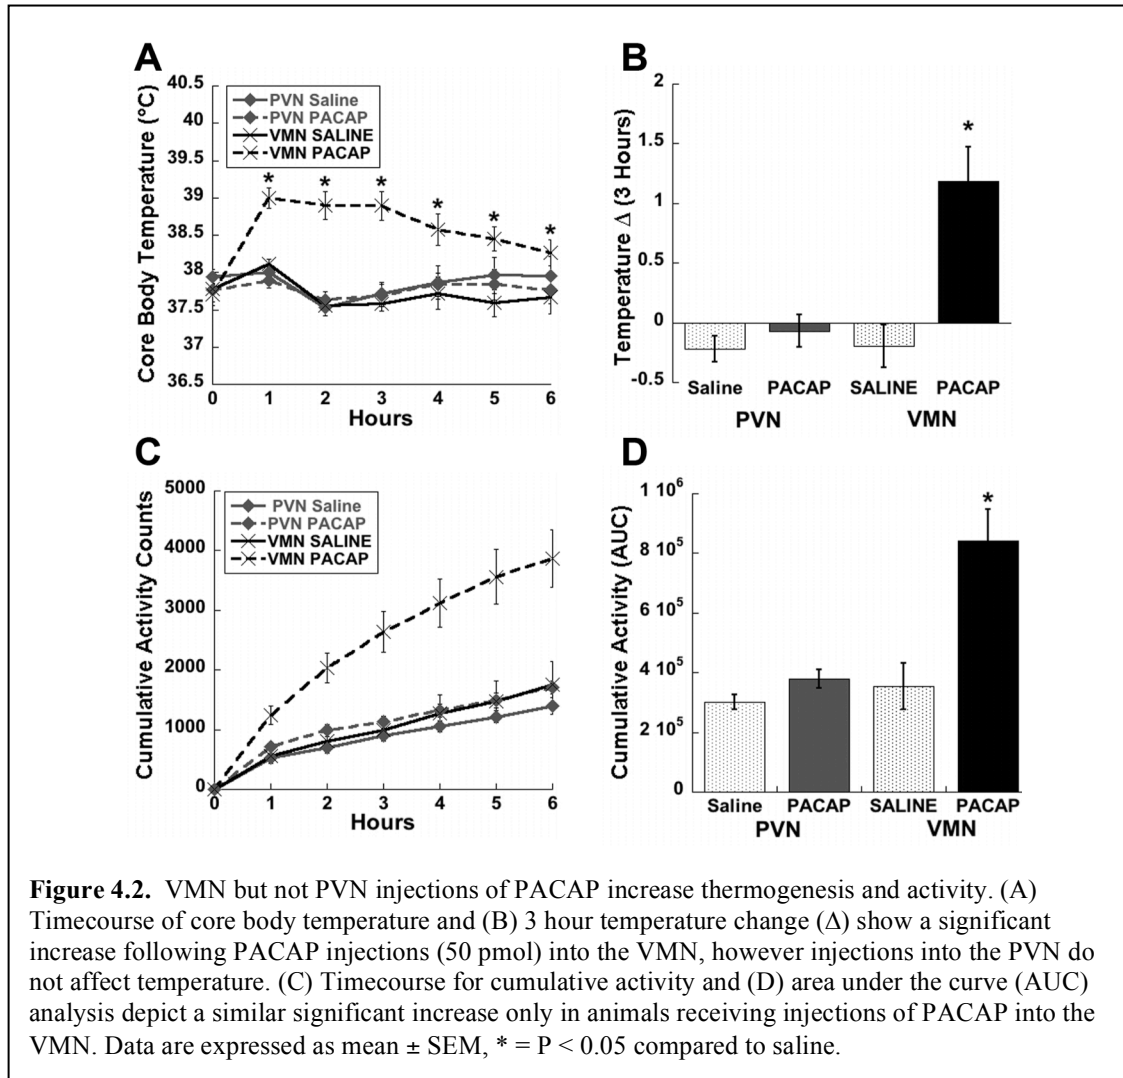 A
40.5
40
39.5
39
38.5
38
37.5
37
36.5
Core Body Temperature (°C)
PVN Saline
PVN PACAP
VMN SALINE
VMN PACAP
* * * * * *
0 1 2 3 4 5 6
Hours
B
2
1.5
1
0.5
0
-0.5
Temperature Δ (3 Hours)
*
Saline PACAP SALINE PACAP
PVN VMN
C
5000
4000
3000
2000
1000
0
Cumulative Activity Counts
PVN Saline
PVN PACAP
VMN SALINE
VMN PACAP
0 1 2 3 4 5 6
Hours
D
1 10⁶
8 10⁵
6 10⁵
4 10⁵
2 10⁵
0
Cumulative Activity (AUC)
*
Saline PACAP SALINE PACAP
PVN VMN
Figure 4.2. VMN but not PVN injections of PACAP increase thermogenesis and activity. (A)
Timecourse of core body temperature and (B) 3 hour temperature change (Δ) show a significant
increase following PACAP injections (50 pmol) into the VMN, however injections into the PVN do
not affect temperature. (C) Timecourse for cumulative activity and (D) area under the curve (AUC)
analysis depict a similar significant increase only in animals receiving injections of PACAP into the
VMN. Data are expressed as mean ± SEM, * = P < 0.05 compared to saline.